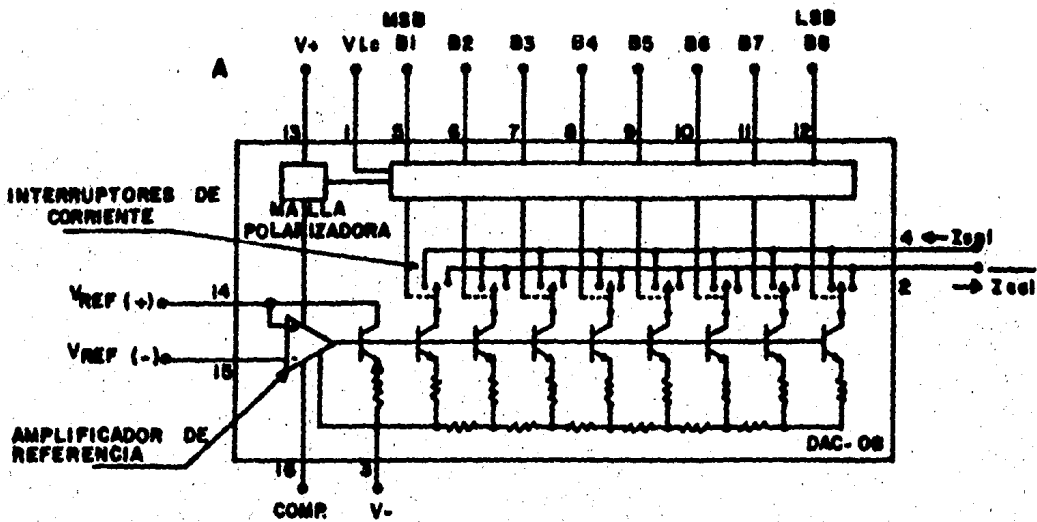 MSB LSB
A V+ VLc B1 B2 B3 B4 B5 B6 B7 B8
13 1 5 6 7 8 9 10 11 12
INTERRUPTORES DE
CORRIENTE
MALLA
POLARIZADORA
4 ← Isal
2 → Isal
VREF (+) 14
VREF (-) 15
AMPLIFICADOR DE
REFERENCIA
DAC-08
16 3
COMP. V-